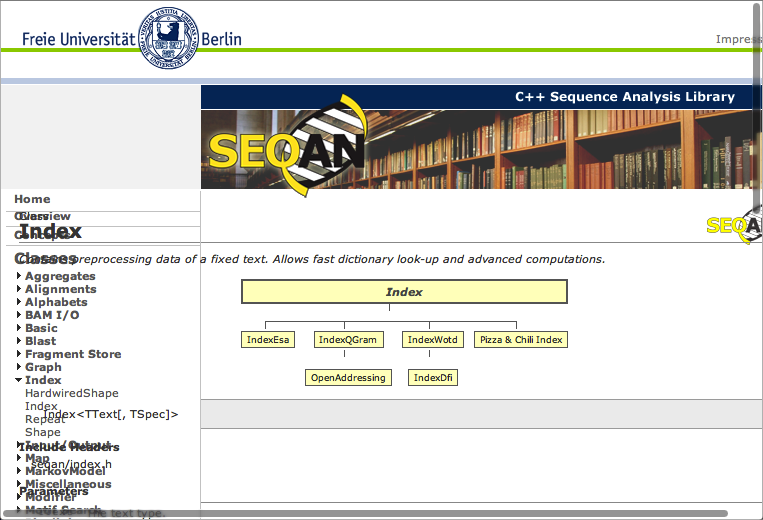 Freie Universität Berlin
Impres
C++ Sequence Analysis Library
SEQAN
Home
Overview
Class
Index
Concepts
SEQAN
Classes
preprocessing data of a fixed text. Allows fast dictionary look-up and advanced computations.
Aggregates
Alignments
Alphabets
BAM I/O
Basic
Blast
Fragment Store
Graph
Index
HardwiredShape
Index
Repeat
Shape
Index
IndexEsa
IndexQGram
IndexWotd
Pizza & Chili Index
OpenAddressing
IndexDfi
Index<TText[, TSpec]>
Input/Output
Include Headers
Map
seqan/index.h
MarkovModel
Miscellaneous
Parameters
Modifier
Motif Search
The text type.